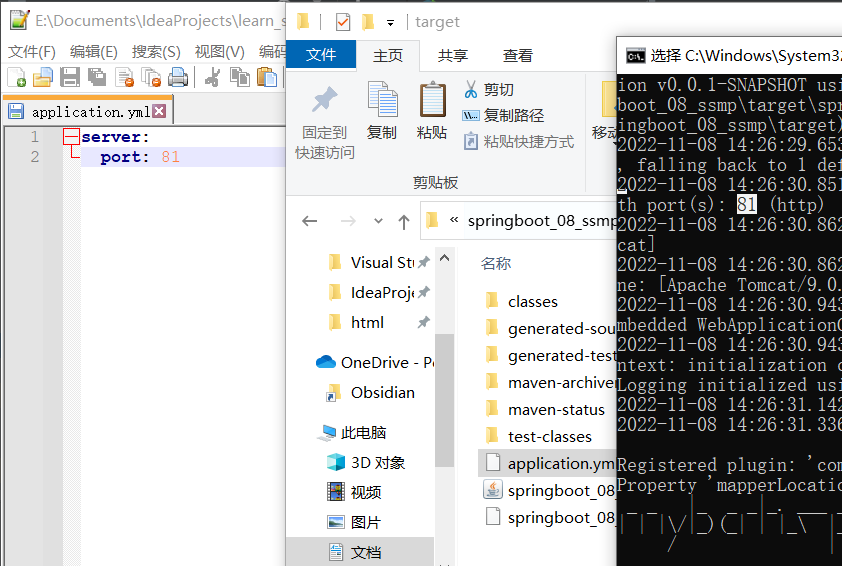 E:\Documents\IdeaProjects\learn_s
文件(F) 编辑(E) 搜索(S) 视图(V) 编码
application.yml
1 server:
2 port: 81
target
文件 主页 共享 查看
固定到
快速访问
复制
粘贴
剪切
复制路径
粘贴快捷方式
移动
剪贴板
« springboot_08_ssmp
Visual Stu
IdeaProje
html
OneDrive - Pe
Obsidian
此电脑
3D 对象
视频
图片
文档
名称
classes
generated-sou
generated-test
maven-archive
maven-status
test-classes
application.ym
springboot_08_
springboot_08_
选择 C:\Windows\System32
ion v0.0.1-SNAPSHOT usi
boot_08_ssmp\target\spr
ingboot_08_ssmp\target)
2022-11-08 14:26:29.653
, falling back to 1 def
2022-11-08 14:26:30.851
th port(s): 81 (http)
2022-11-08 14:26:30.862
cat]
2022-11-08 14:26:30.862
ne: [Apache Tomcat/9.0.
2022-11-08 14:26:30.943
mbedded WebApplicationC
2022-11-08 14:26:30.943
ntext: initialization c
Logging initialized usi
2022-11-08 14:26:31.142
2022-11-08 14:26:31.336
Registered plugin: 'com
Property 'mapperLocatio